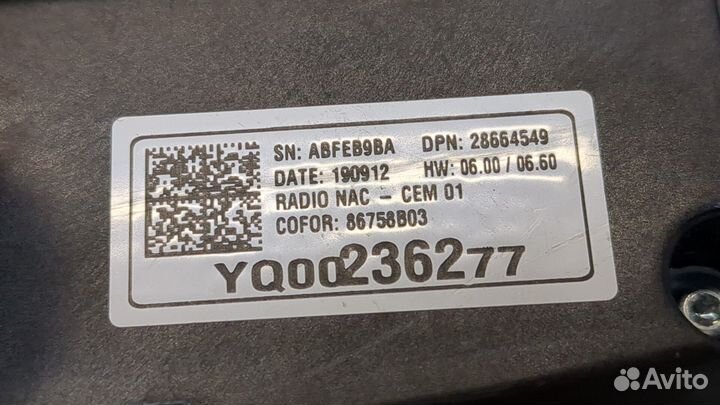 SN: ABFEB9BA DPN: 28664549
DATE: 190912 HW: 06.00 / 06.60
RADIO NAC - CEM 01
COFOR: 86758B03
YQ00236277
Avito